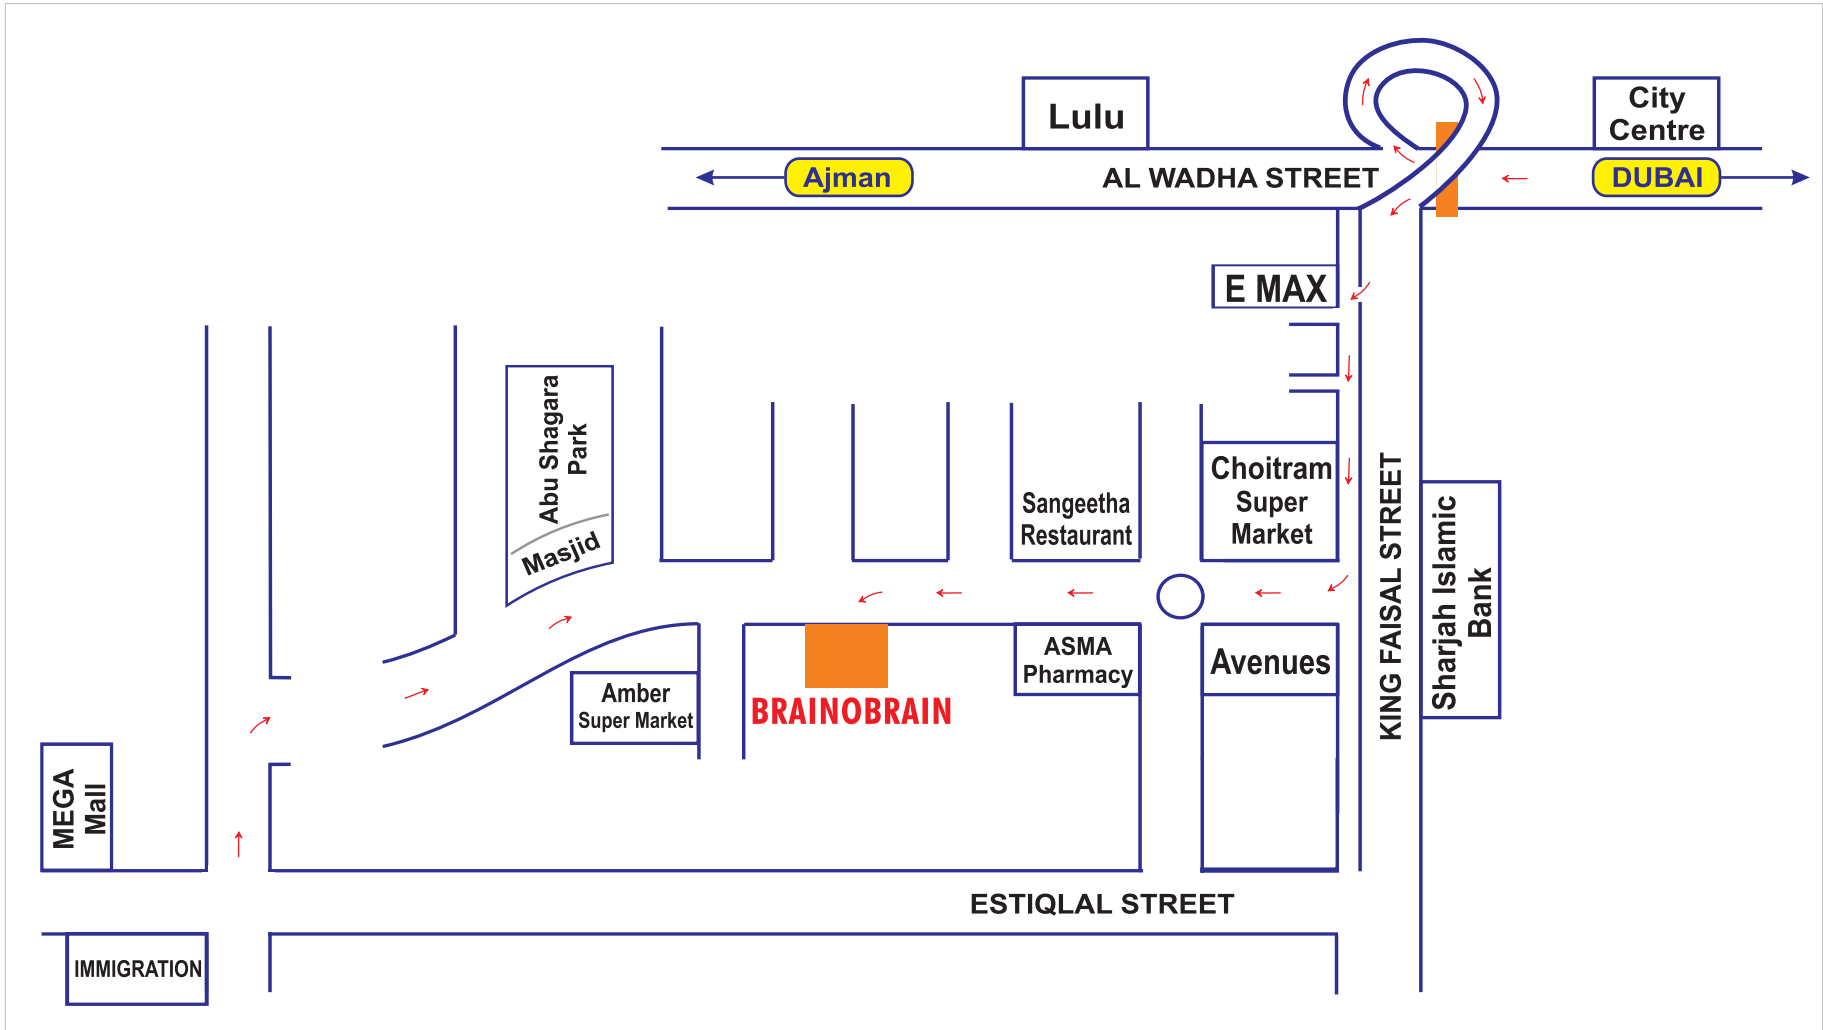 Lulu
City
Centre
Ajman
AL WADHA STREET
DUBAI
E MAX
Abu Shagara
Park
Masjid
Sangeetha
Restaurant
Choitram
Super
Market
KING FAISAL STREET
Sharjah Islamic
Bank
ASMA
Pharmacy
Avenues
Amber
Super Market
BRAINOBRAIN
MEGA
Mall
ESTIQLAL STREET
IMMIGRATION